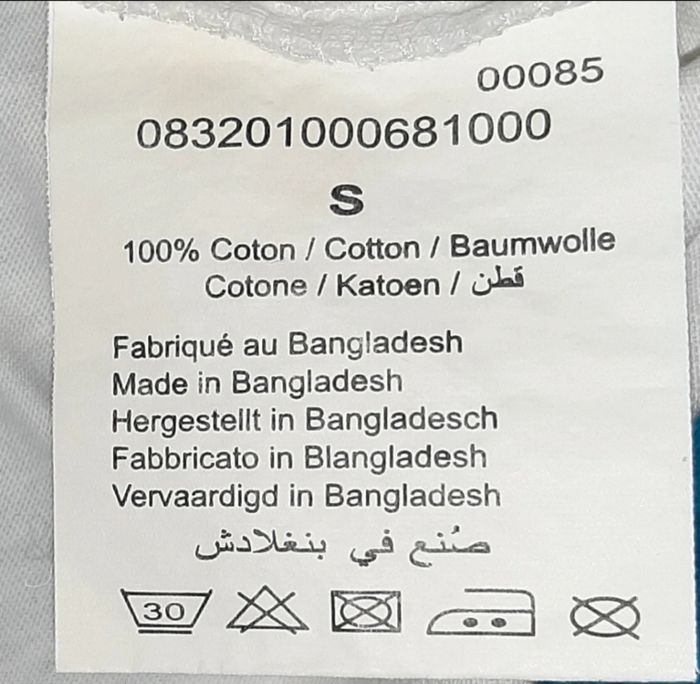 00085
083201000681000
S
100% Coton / Cotton / Baumwolle
Cotone / Katoen / قطن
Fabriqué au Bangladesh
Made in Bangladesh
Hergestellt in Bangladesch
Fabbricato in Blangladesh
Vervaardigd in Bangladesh
صُنع في بنغلادش
30